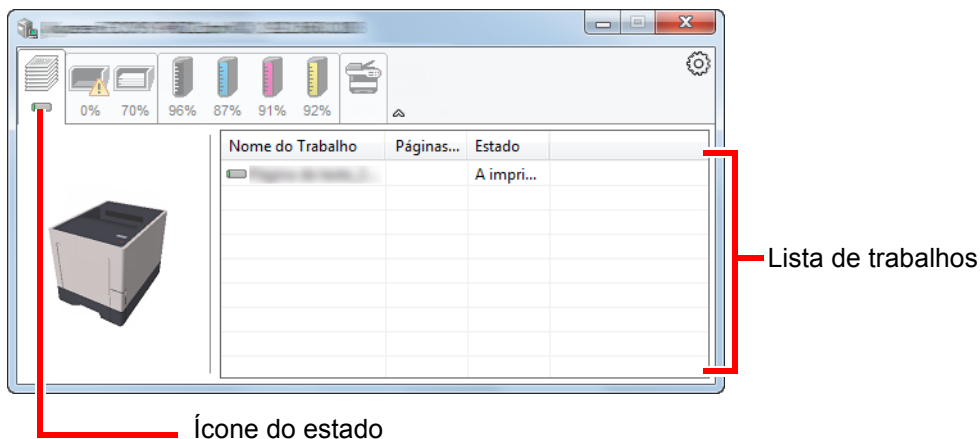 0% 70% 96% 87% 91% 92%
Nome do Trabalho Páginas... Estado
A impri...
Lista de trabalhos
Ícone do estado